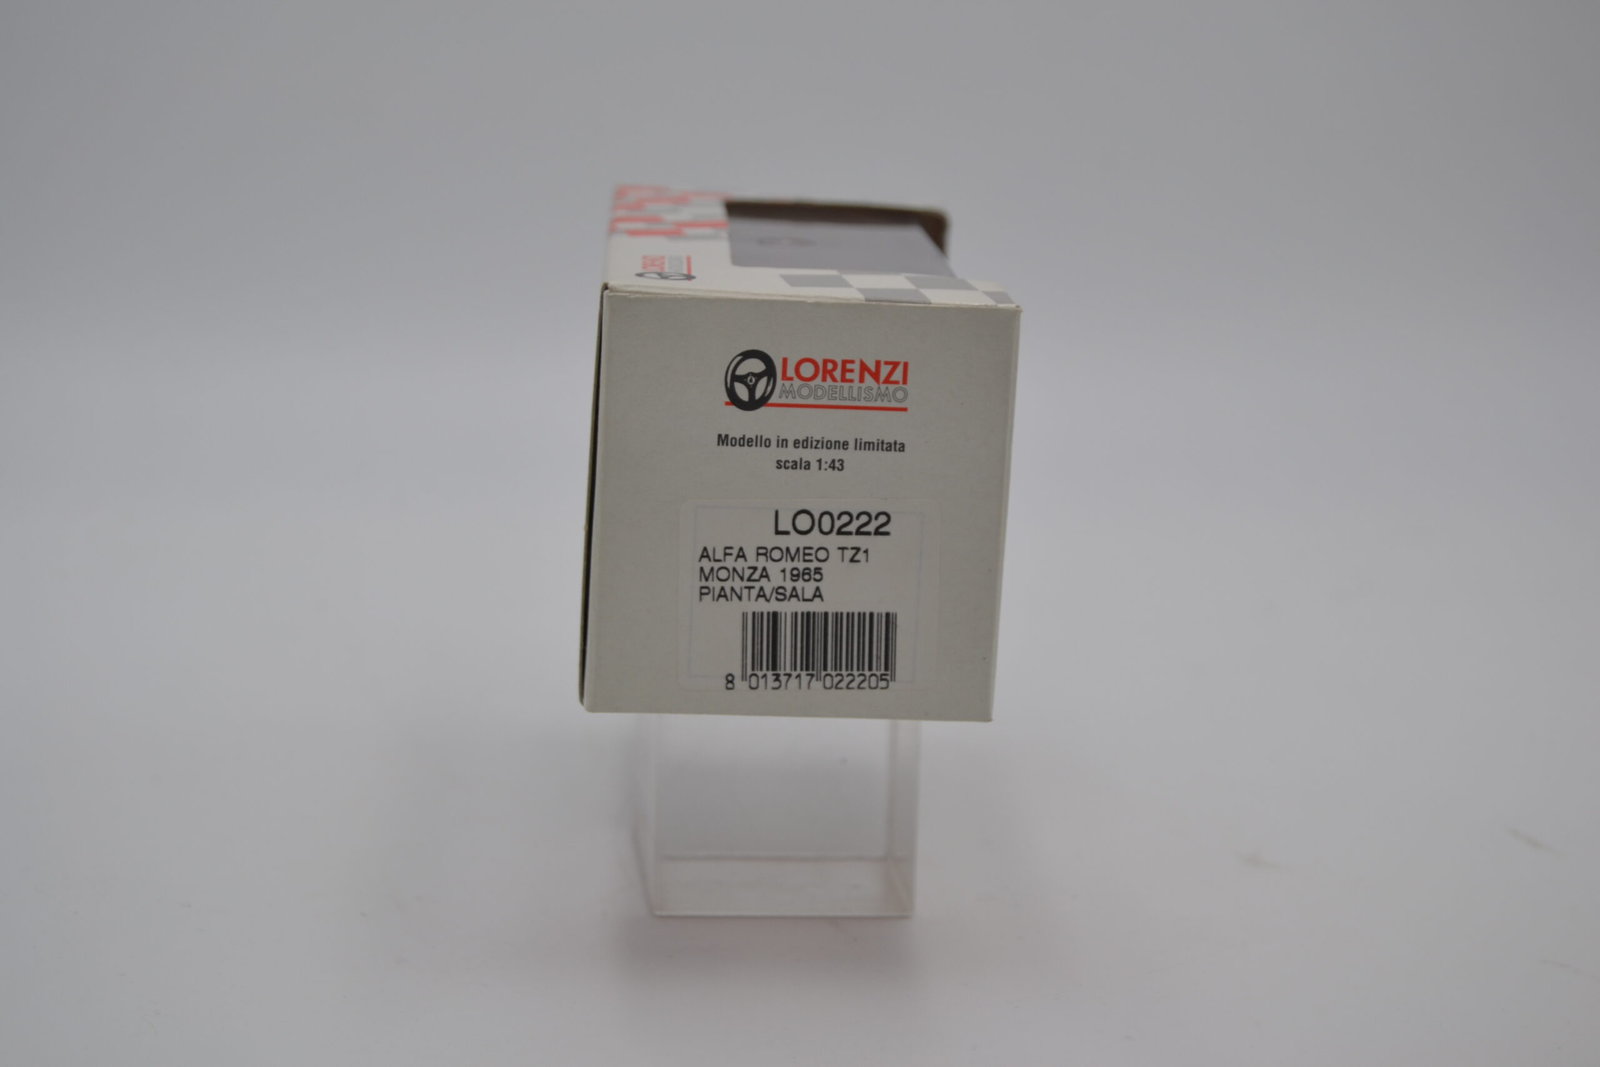 LORENZI
MODELLISMO
Modello in edizione limitata
scala 1:43
LO0222
ALFA ROMEO TZ1
MONZA 1965
PIANTA/SALA
8 013717 022205